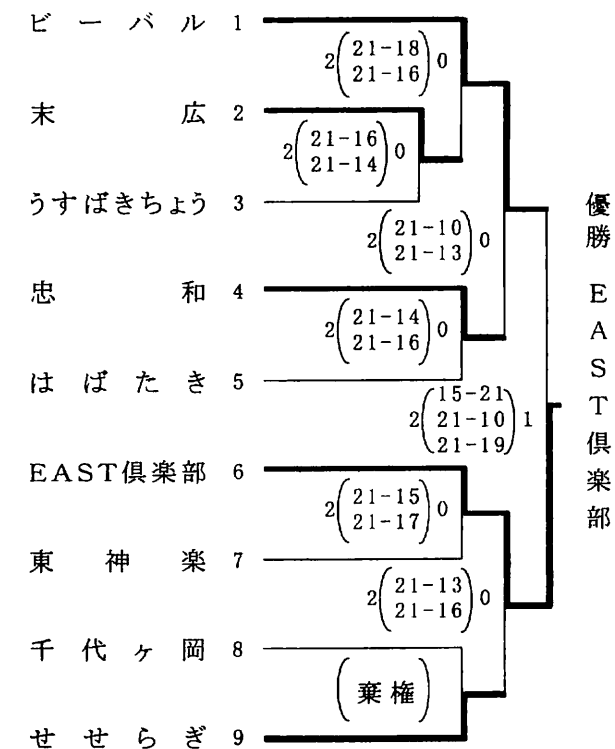 ビーバル 1
2(21-18 21-16)0
末広 2
2(21-16 21-14)0
うすばきちょう 3
2(21-10 21-13)0
忠和 4
2(21-14 21-16)0
はばたき 5
2(15-21 21-10 21-19)1
EAST倶楽部 6
2(21-15 21-17)0
東神楽 7
2(21-13 21-16)0
千代ヶ岡 8
(棄権)
せせらぎ 9
優勝 EAST倶楽部